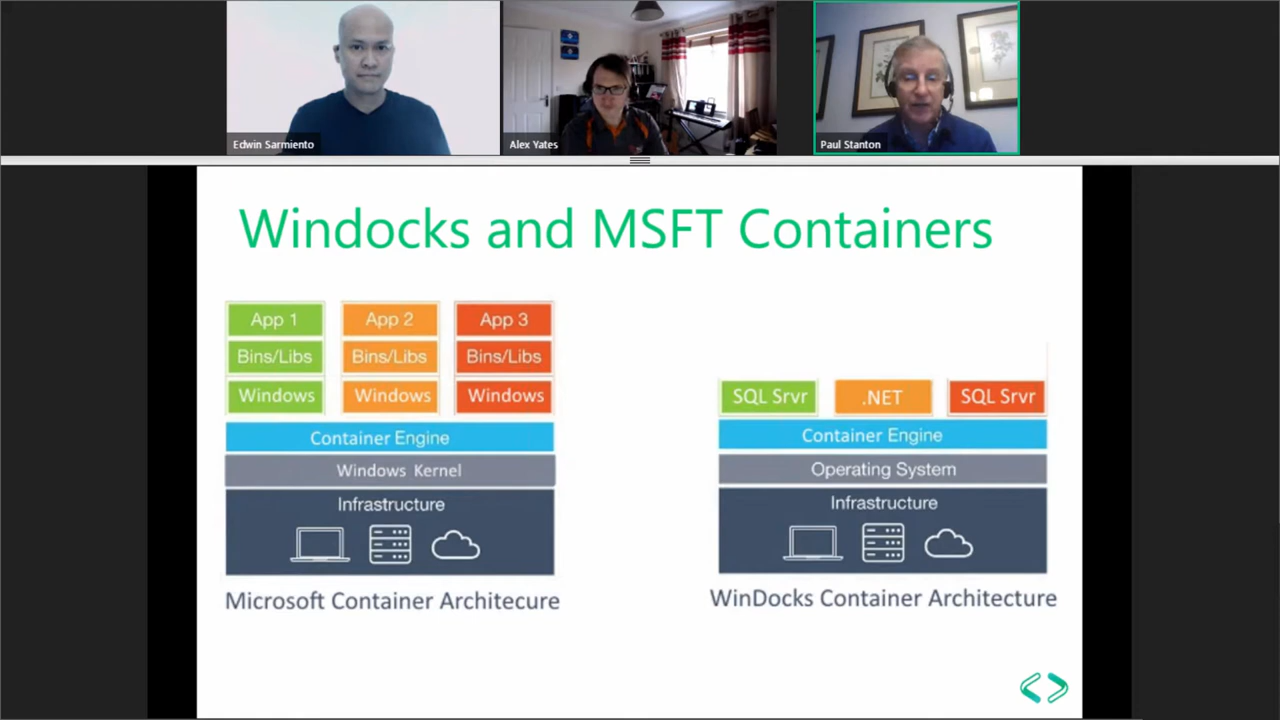 Edwin Sarmiento
Alex Yates
Paul Stanton
Windocks and MSFT Containers
App 1
App 2
App 3
Bins/Libs
Bins/Libs
Bins/Libs
Windows
Windows
Windows
Container Engine
Windows Kernel
Infrastructure
Microsoft Container Architecure
SQL Srvr
.NET
SQL Srvr
Container Engine
Operating System
Infrastructure
WinDocks Container Architecture